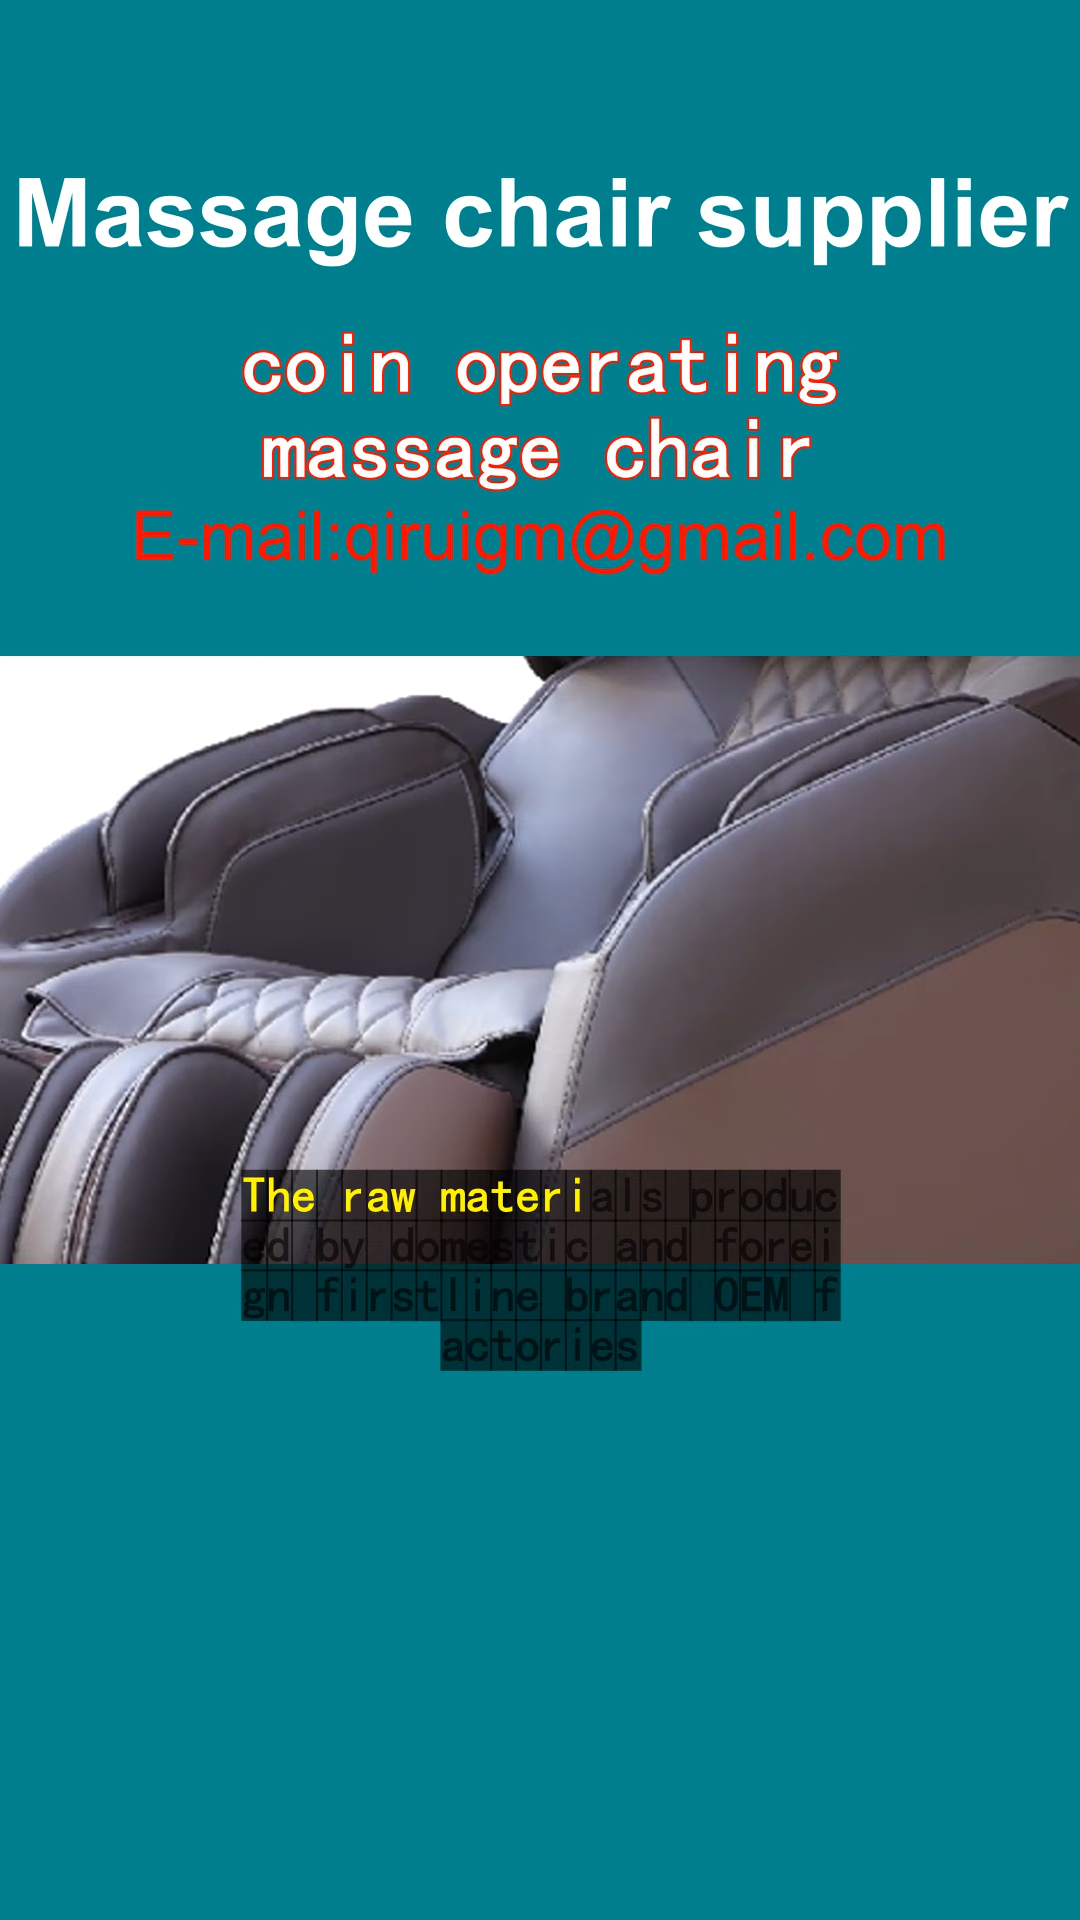 Massage chair supplier
coin operating
massage chair
E-mail:qiruigm@gmail.com
The raw materials produc
ed by domestic and forei
gn firstline brand OEM f
actories